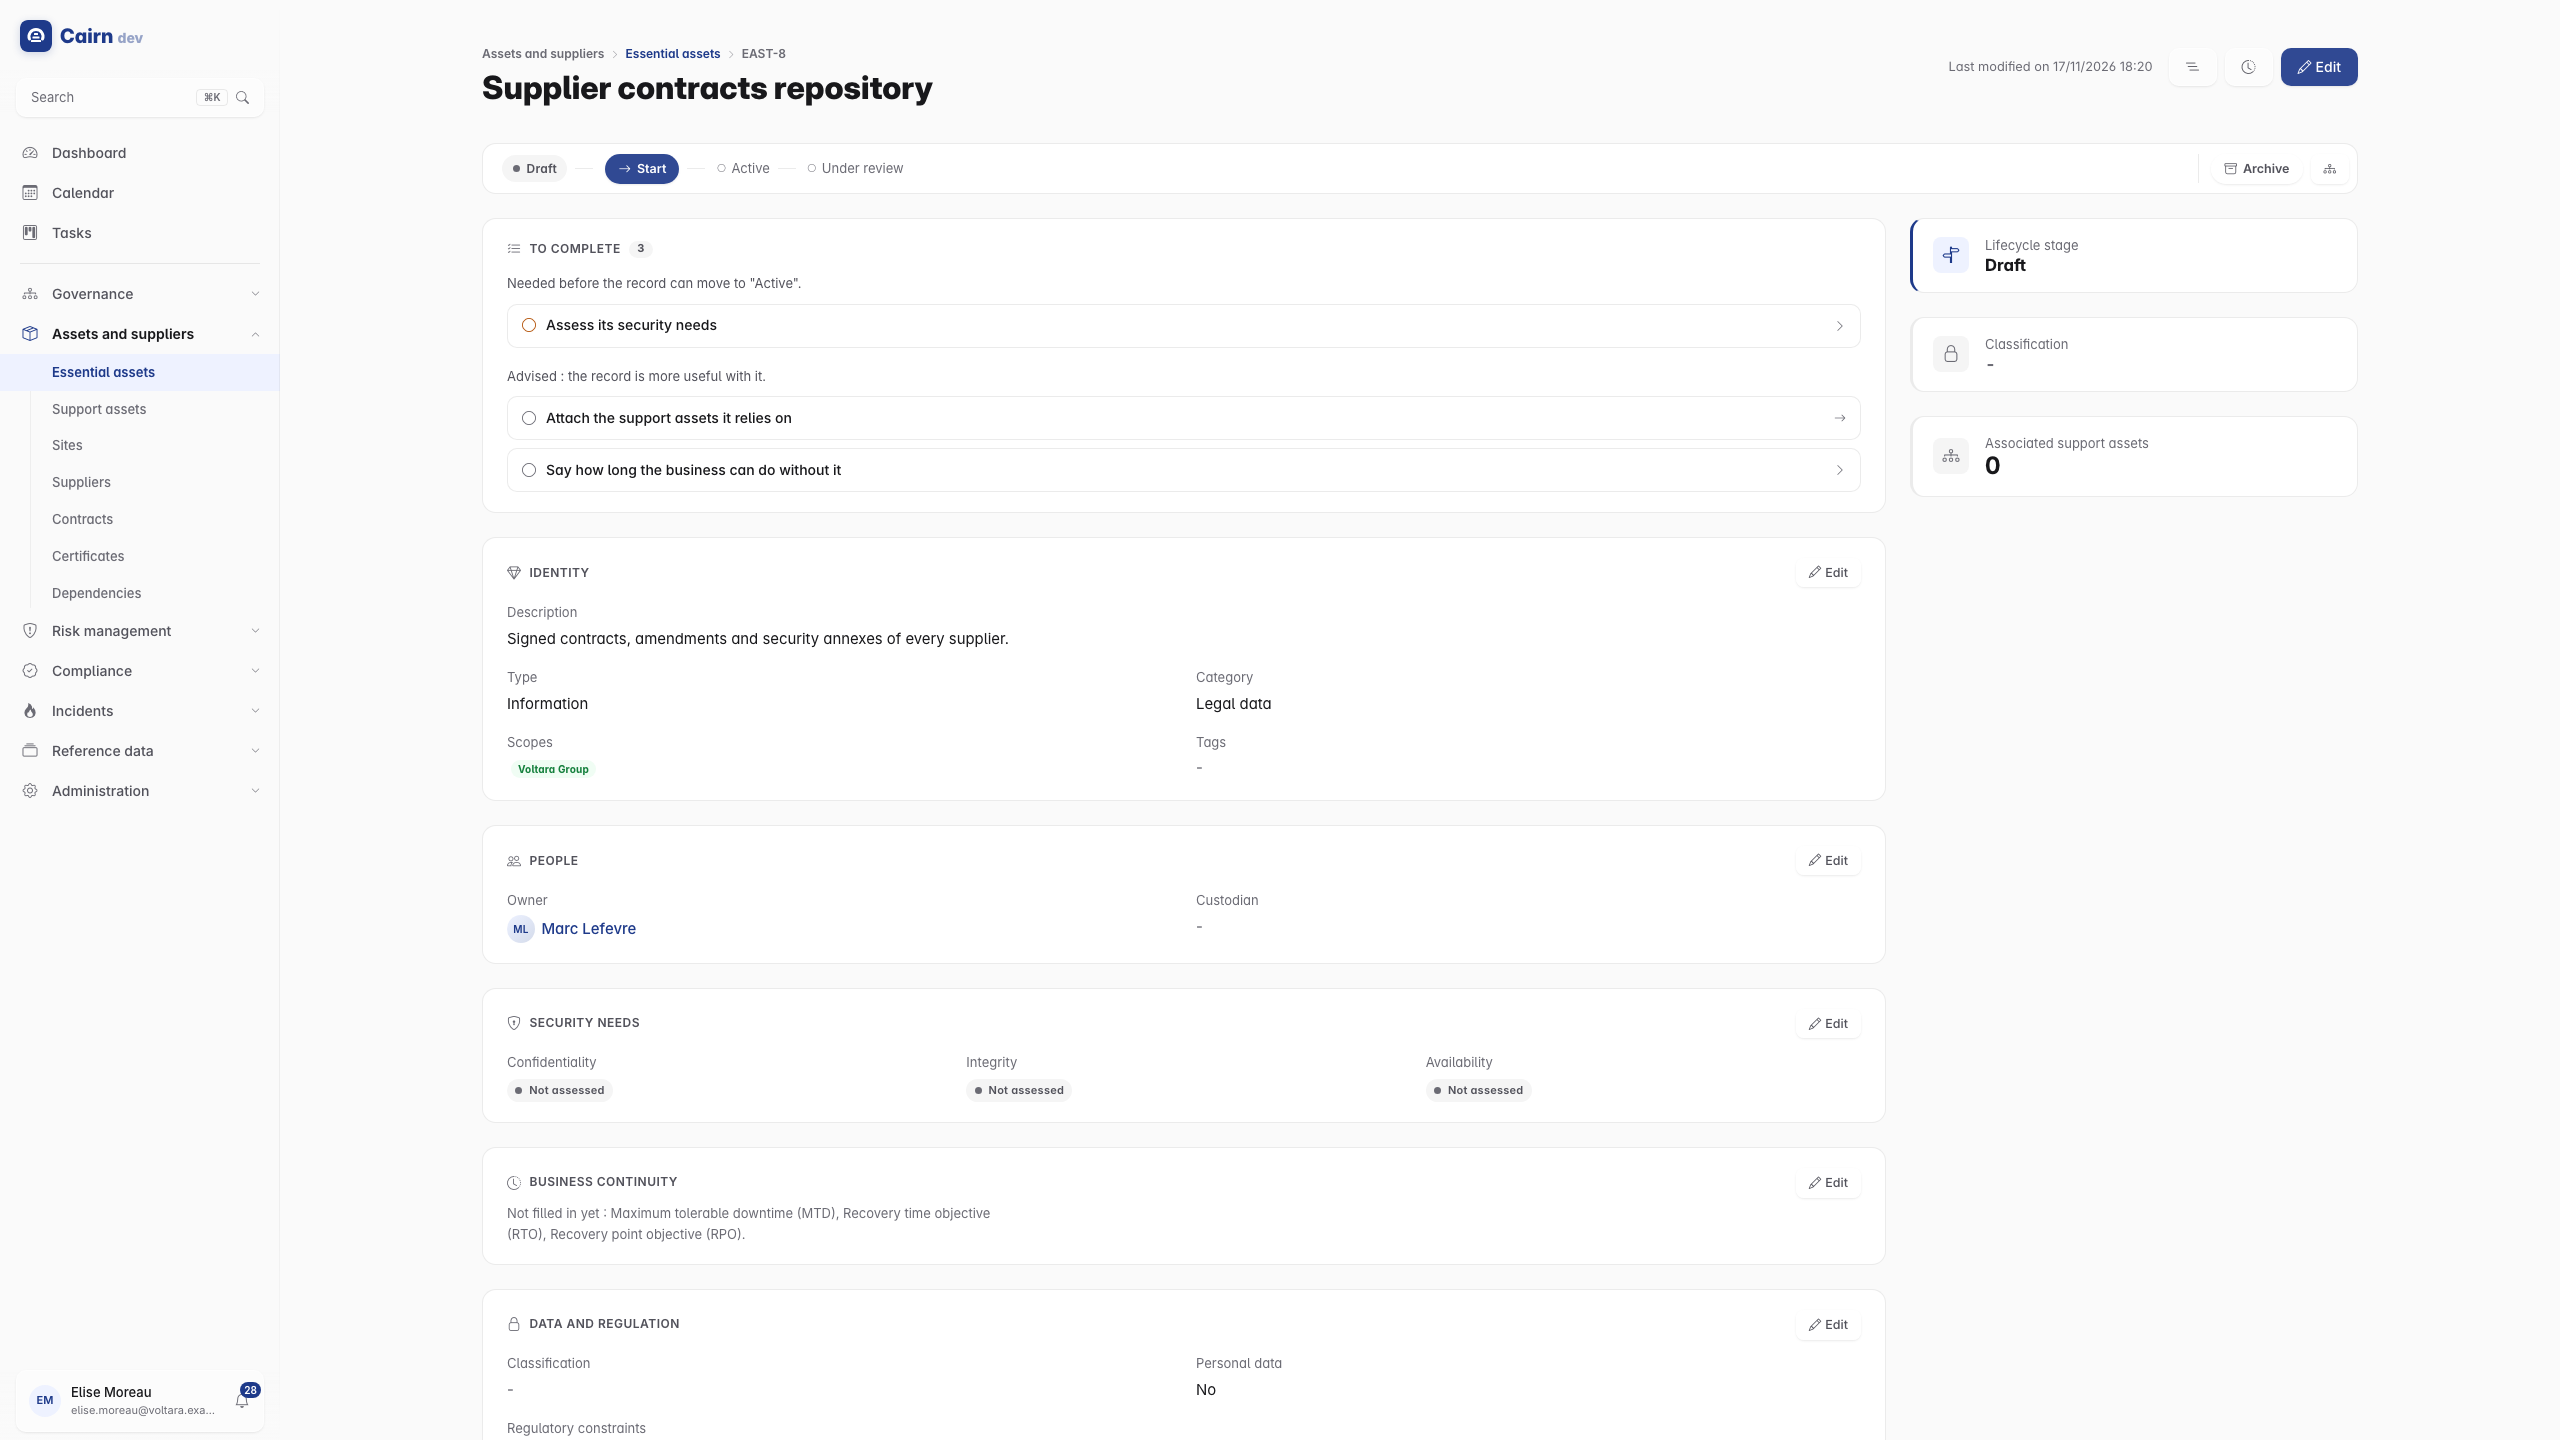 Cairn dev
Search ⌘K
Dashboard
Calendar
Tasks
Governance
Assets and suppliers
Essential assets
Support assets
Sites
Suppliers
Contracts
Certificates
Dependencies
Risk management
Compliance
Incidents
Reference data
Administration
EM
Elise Moreau
elise.moreau@voltara.exa...
28
Assets and suppliers > Essential assets > EAST-8
Supplier contracts repository
Last modified on 17/11/2026 18:20
Edit
Draft
Start
Active
Under review
Archive
TO COMPLETE 3
Needed before the record can move to "Active".
Assess its security needs
Advised : the record is more useful with it.
Attach the support assets it relies on
Say how long the business can do without it
Lifecycle stage
Draft
Classification
-
Associated support assets
0
IDENTITY
Edit
Description
Signed contracts, amendments and security annexes of every supplier.
Type
Information
Category
Legal data
Scopes
Voltara Group
Tags
-
PEOPLE
Edit
Owner
ML Marc Lefevre
Custodian
-
SECURITY NEEDS
Edit
Confidentiality
Not assessed
Integrity
Not assessed
Availability
Not assessed
BUSINESS CONTINUITY
Edit
Not filled in yet : Maximum tolerable downtime (MTD), Recovery time objective
(RTO), Recovery point objective (RPO).
DATA AND REGULATION
Edit
Classification
-
Personal data
No
Regulatory constraints